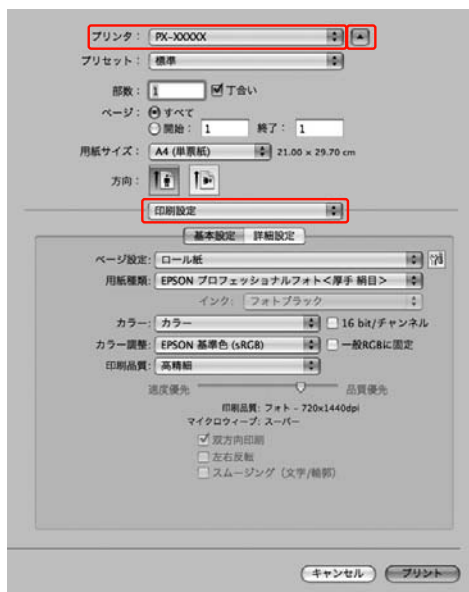 プリンタ： PX-XXXXX
プリセット： 標準
部数： 1 丁合い
ページ： すべて
開始： 1 終了： 1
用紙サイズ： A4 (単票紙) 21.00 x 29.70 cm
方向：
印刷設定
基本設定 詳細設定
ページ設定: ロール紙
用紙種類: EPSON プロフェッショナルフォト<厚手 絹目>
インク: フォトブラック
カラー: カラー 16 bit/チャンネル
カラー調整: EPSON 基準色 (sRGB) 一般RGBに固定
印刷品質: 高精細
速度優先 品質優先
印刷品質: フォト - 720x1440dpi
マイクロウィーブ: スーパー
双方向印刷
左右反転
スムージング（文字/輪郭）
キャンセル プリント